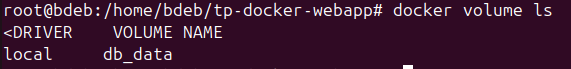 root@bdeb:/home/bdeb/tp-docker-webapp# docker volume ls
<DRIVER    VOLUME NAME
local     db_data